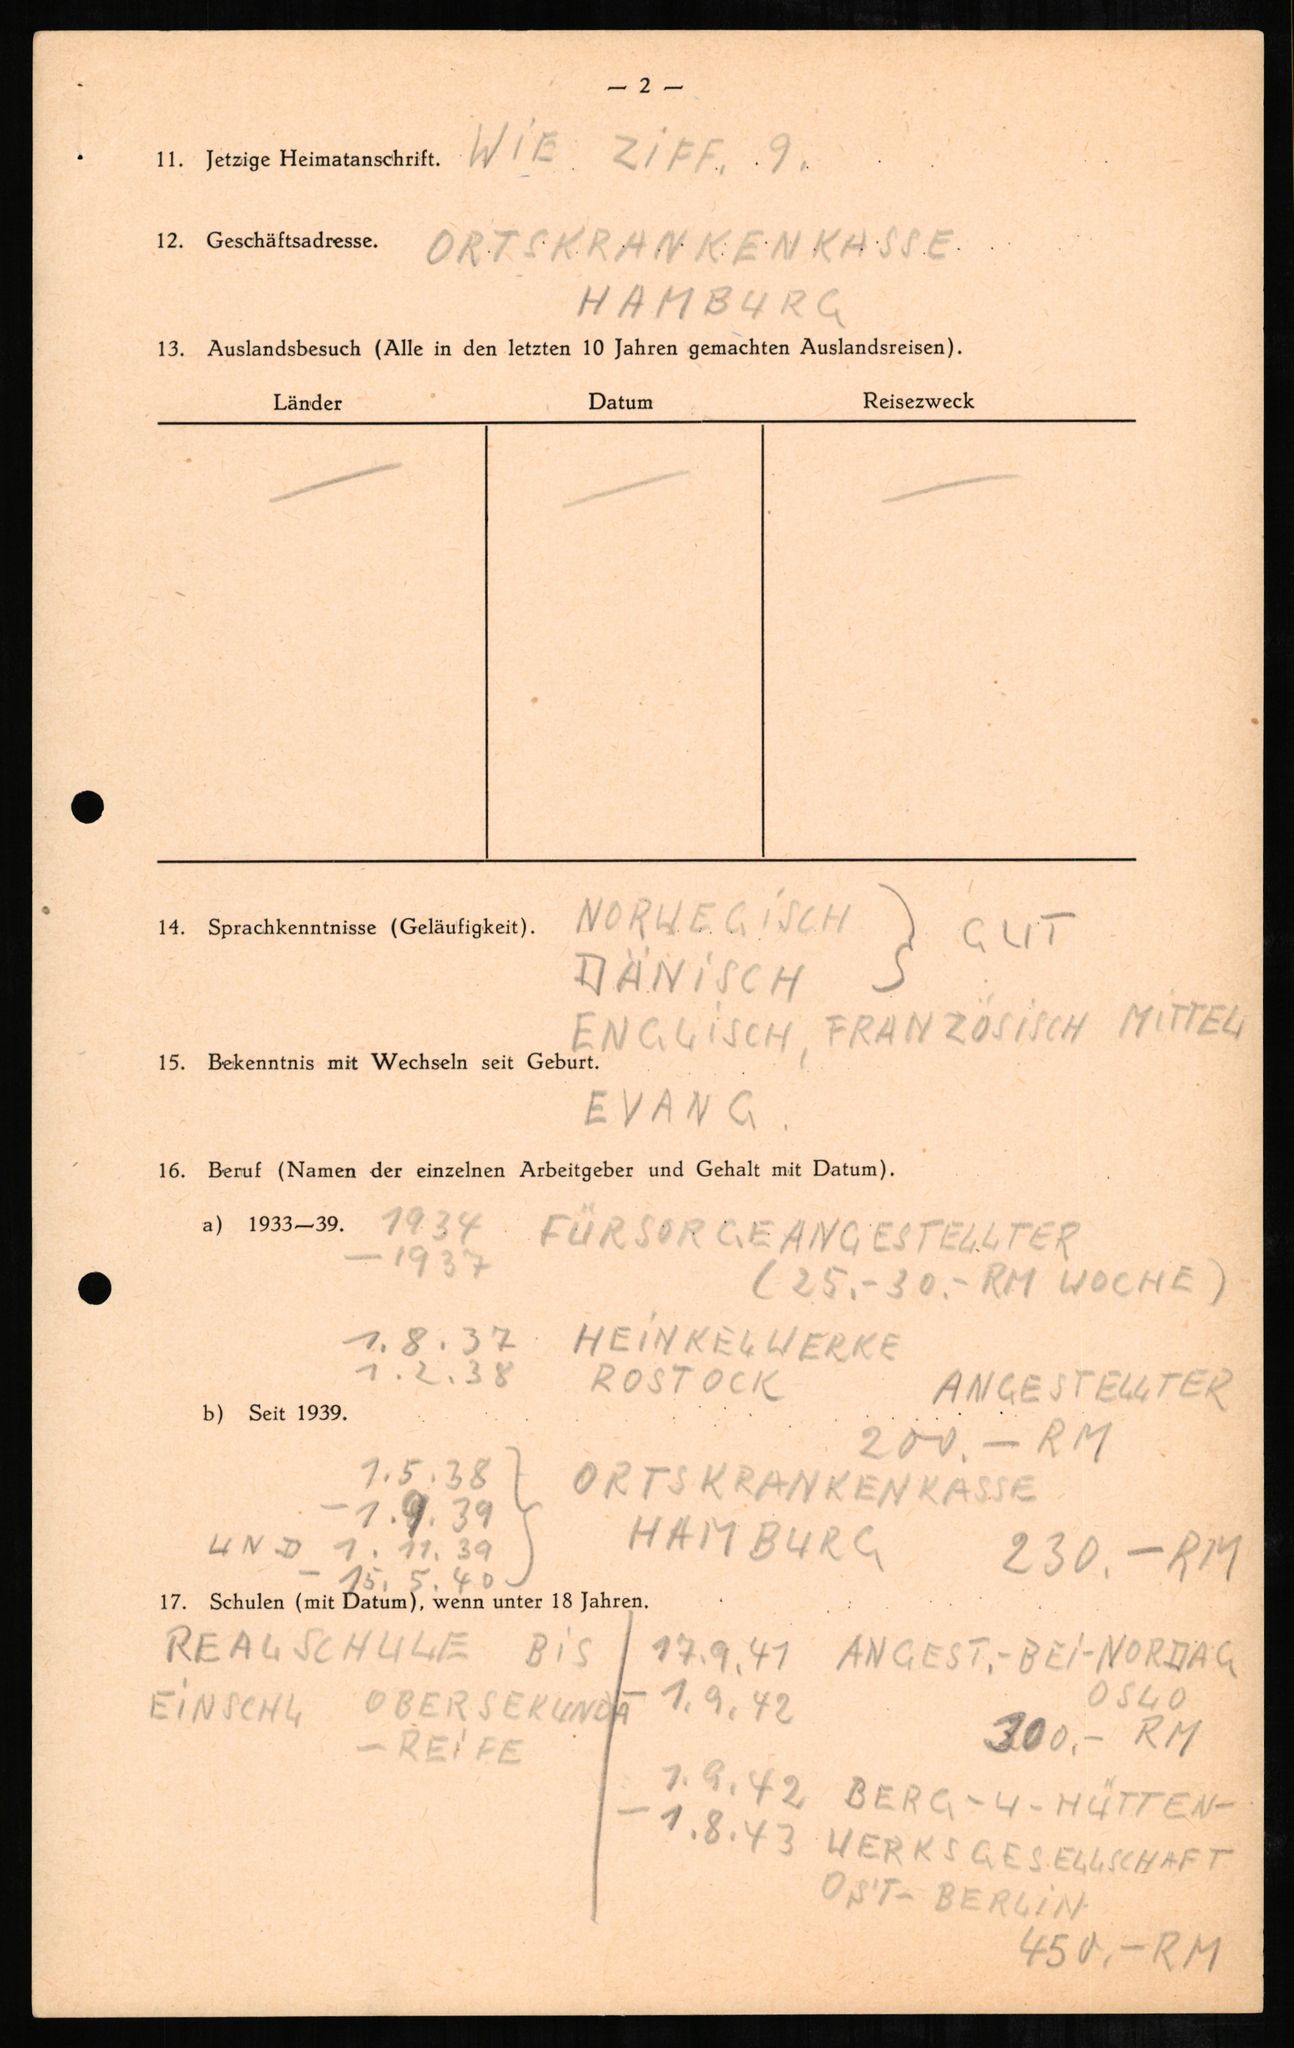 — 2 —
11. Jetzige Heimatanschrift. WIE ZIFF. 9.
12. Geschäftsadresse. ORTSKRANKENKASSE
HAMBURG
13. Auslandsbesuch (Alle in den letzten 10 Jahren gemachten Auslandsreisen).
Länder Datum Reisezweck
14. Sprachkenntnisse (Geläufigkeit). NORWEGISCH } GUT
DÄNISCH
ENGLISCH, FRANZÖSISCH MITTEL
15. Bekenntnis mit Wechseln seit Geburt.
EVANG.
16. Beruf (Namen der einzelnen Arbeitgeber und Gehalt mit Datum).
a) 1933—39. 1934 FÜRSORGEANGESTELLTER
— 1937
(25.-30.- RM WOCHE)
1.8.37 HEINKELWERKE
1.2.38 ROSTOCK ANGESTELLTER
b) Seit 1939.
200.— RM
1.5.38 } ORTSKRANKENKASSE
— 1.9.39
HAMBURG 230.— RM
UND 1.11.39
— 15.5.40
17. Schulen (mit Datum), wenn unter 18 Jahren.
REALSCHULE BIS
EINSCHL OBERSEKUNDA
— REIFE
17.9.41 ANGEST.-BEI-NORDAG
— 1.9.42 OSLO
300.- RM
1.9.42 BERG-U-HÜTTEN-
— 1.8.43 WERKSGESELLSCHAFT
OST-BERLIN
450.— RM